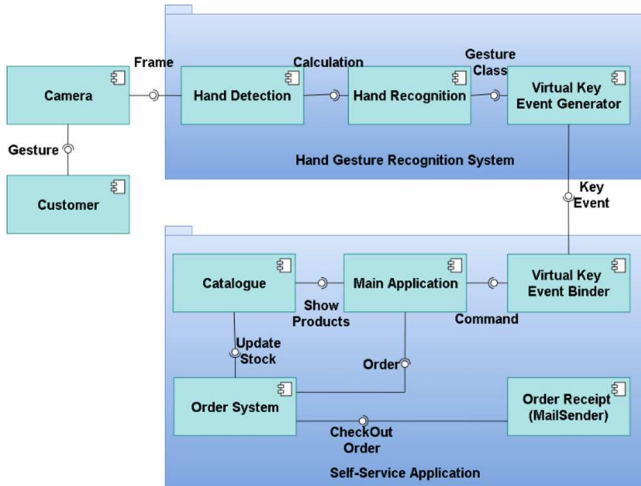 Frame
Calculation
Gesture
Class
Camera
Hand Detection
Hand Recognition
Virtual Key
Event Generator
Gesture
Hand Gesture Recognition System
Customer
Key
Event
Catalogue
Main Application
Virtual Key
Event Binder
Show
Products
Command
Update
Stock
Order
Order System
Order Receipt
(MailSender)
CheckOut
Order
Self-Service Application